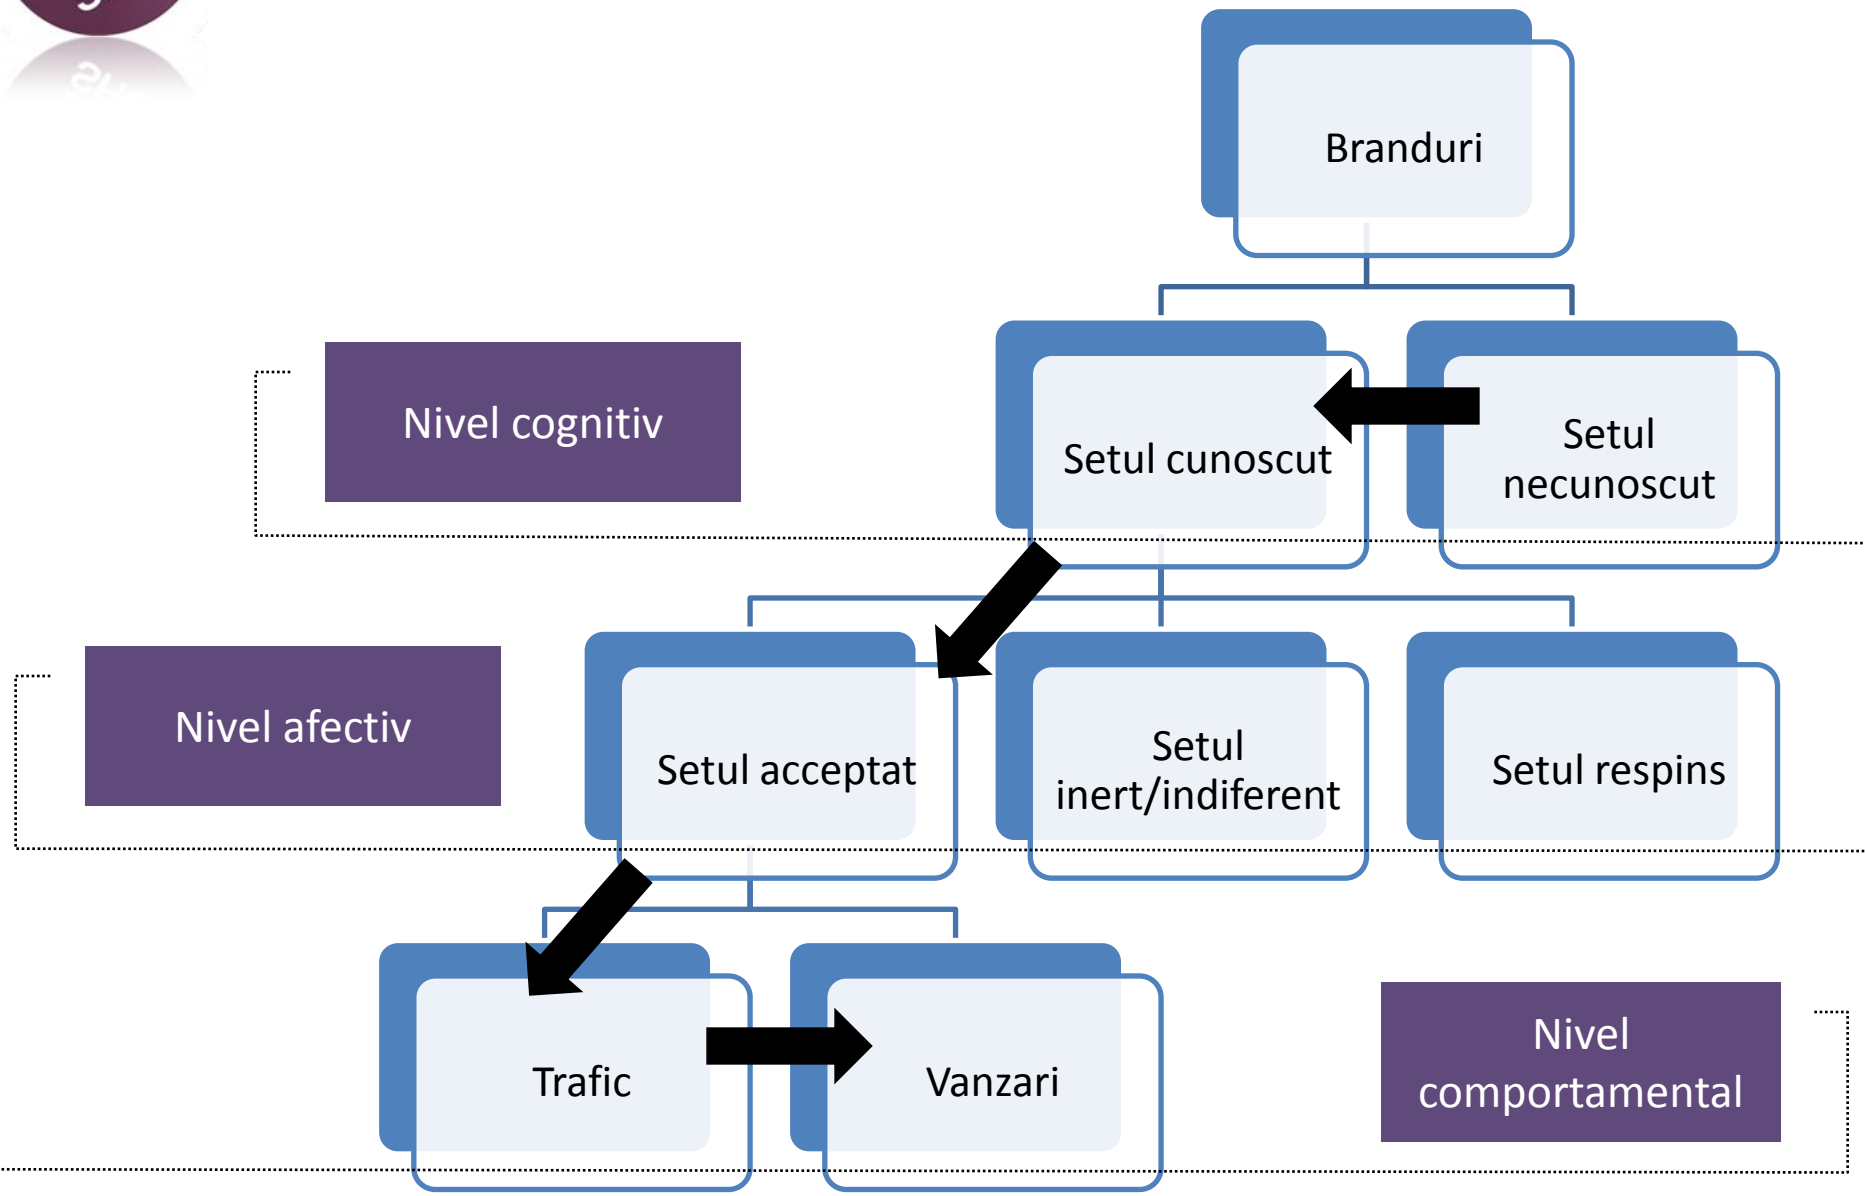 Branduri
Nivel cognitiv
Setul cunoscut
Setul
necunoscut
Nivel afectiv
Setul acceptat
Setul
inert/indiferent
Setul respins
Trafic
Vanzari
Nivel
comportamental